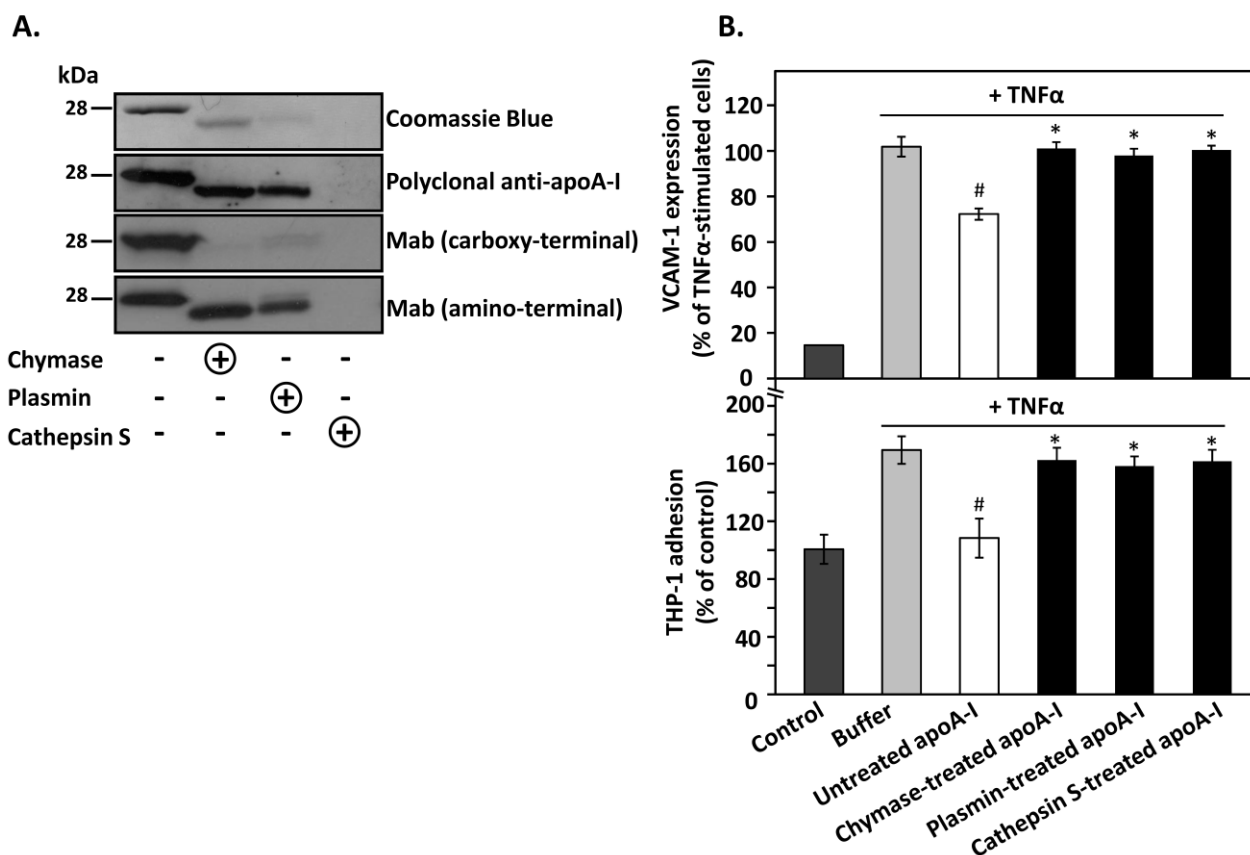 A.
kDa
28
Coomassie Blue
28
Polyclonal anti-apoA-I
28
Mab (carboxy-terminal)
28
Mab (amino-terminal)
Chymase - + - -
Plasmin - - + -
Cathepsin S - - - +
B.
VCAM-1 expression
(% of TNFα-stimulated cells)
120
100
80
60
40
20
0
+ TNFα
#
*
*
*
THP-1 adhesion
(% of control)
200
160
120
80
40
0
+ TNFα
#
*
*
*
Control
Buffer
Untreated apoA-I
Chymase-treated apoA-I
Plasmin-treated apoA-I
Cathepsin S-treated apoA-I